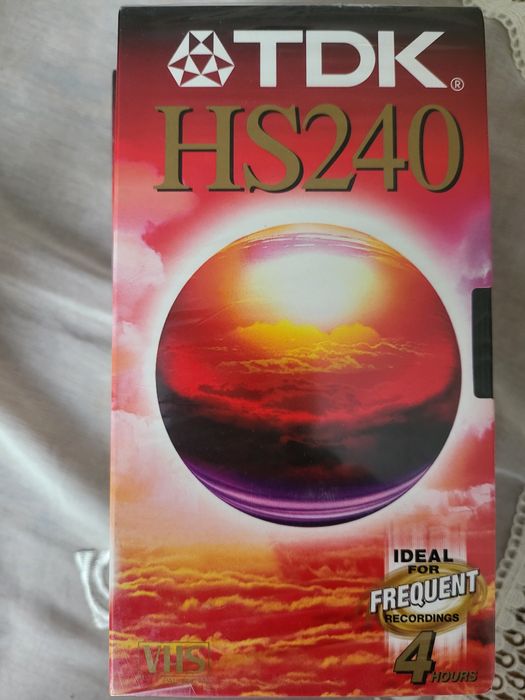 TDK®
HS240
IDEAL
FOR
FREQUENT
RECORDINGS
4 HOURS
VHS